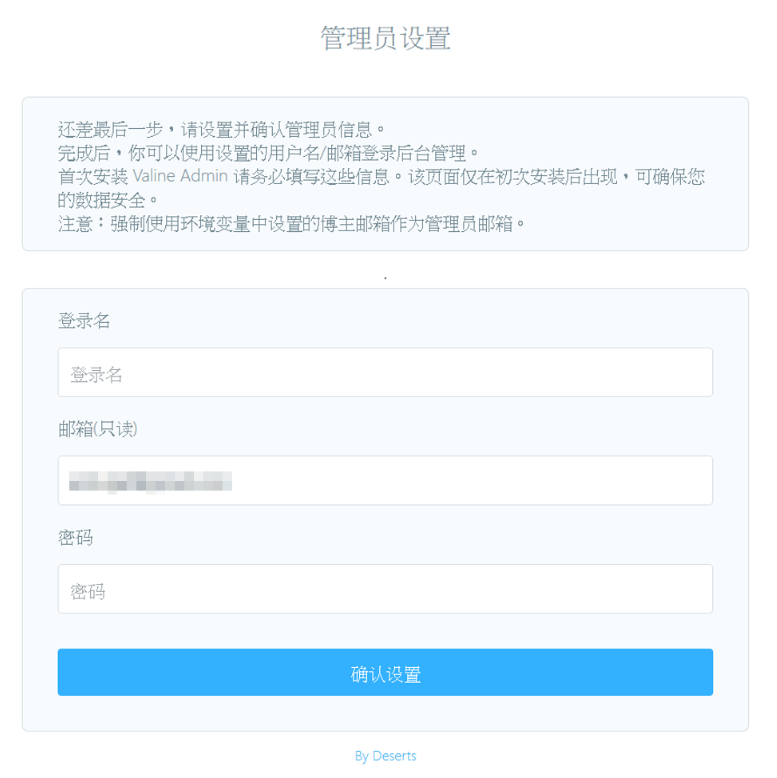 管理员设置
还差最后一步，请设置并确认管理员信息。
完成后，你可以使用设置的用户名/邮箱登录后台管理。
首次安装 Valine Admin 请务必填写这些信息。该页面仅在初次安装后出现，可确保您
的数据安全。
注意：强制使用环境变量中设置的博主邮箱作为管理员邮箱。
.
登录名
登录名
邮箱(只读)
密码
密码
确认设置
By Deserts